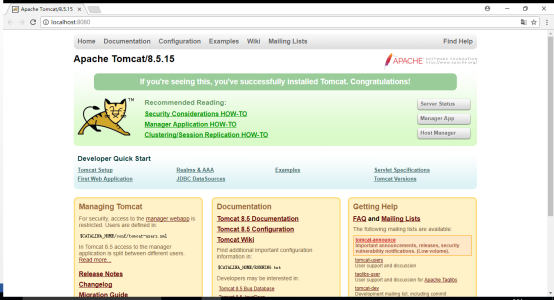 Apache Tomcat/8.5.15
localhost:8080
Home Documentation Configuration Examples Wiki Mailing Lists Find Help
Apache Tomcat/8.5.15
APACHE SOFTWARE FOUNDATION
http://www.apache.org/
If you're seeing this, you've successfully installed Tomcat. Congratulations!
TM
Recommended Reading:
Security Considerations HOW-TO
Manager Application HOW-TO
Clustering/Session Replication HOW-TO
Server Status
Manager App
Host Manager
Developer Quick Start
Tomcat Setup
First Web Application
Realms & AAA
JDBC DataSources
Examples
Servlet Specifications
Tomcat Versions
Managing Tomcat
For security, access to the manager webapp is
restricted. Users are defined in:
$CATALINA_HOME/conf/tomcat-users.xml
In Tomcat 8.5 access to the manager
application is split between different users.
Read more...
Release Notes
Changelog
Migration Guide
Documentation
Tomcat 8.5 Documentation
Tomcat 8.5 Configuration
Tomcat Wiki
Find additional important configuration
information in:
$CATALINA_HOME/RUNNING.txt
Developers may be interested in:
Tomcat 8.5 Bug Database
Getting Help
FAQ and Mailing Lists
The following mailing lists are available:
tomcat-announce
Important announcements, releases, security
vulnerability notifications. (Low volume).
tomcat-users
User support and discussion
taglibs-user
User support and discussion for Apache Taglibs
tomcat-dev
Development mailing list, including commit